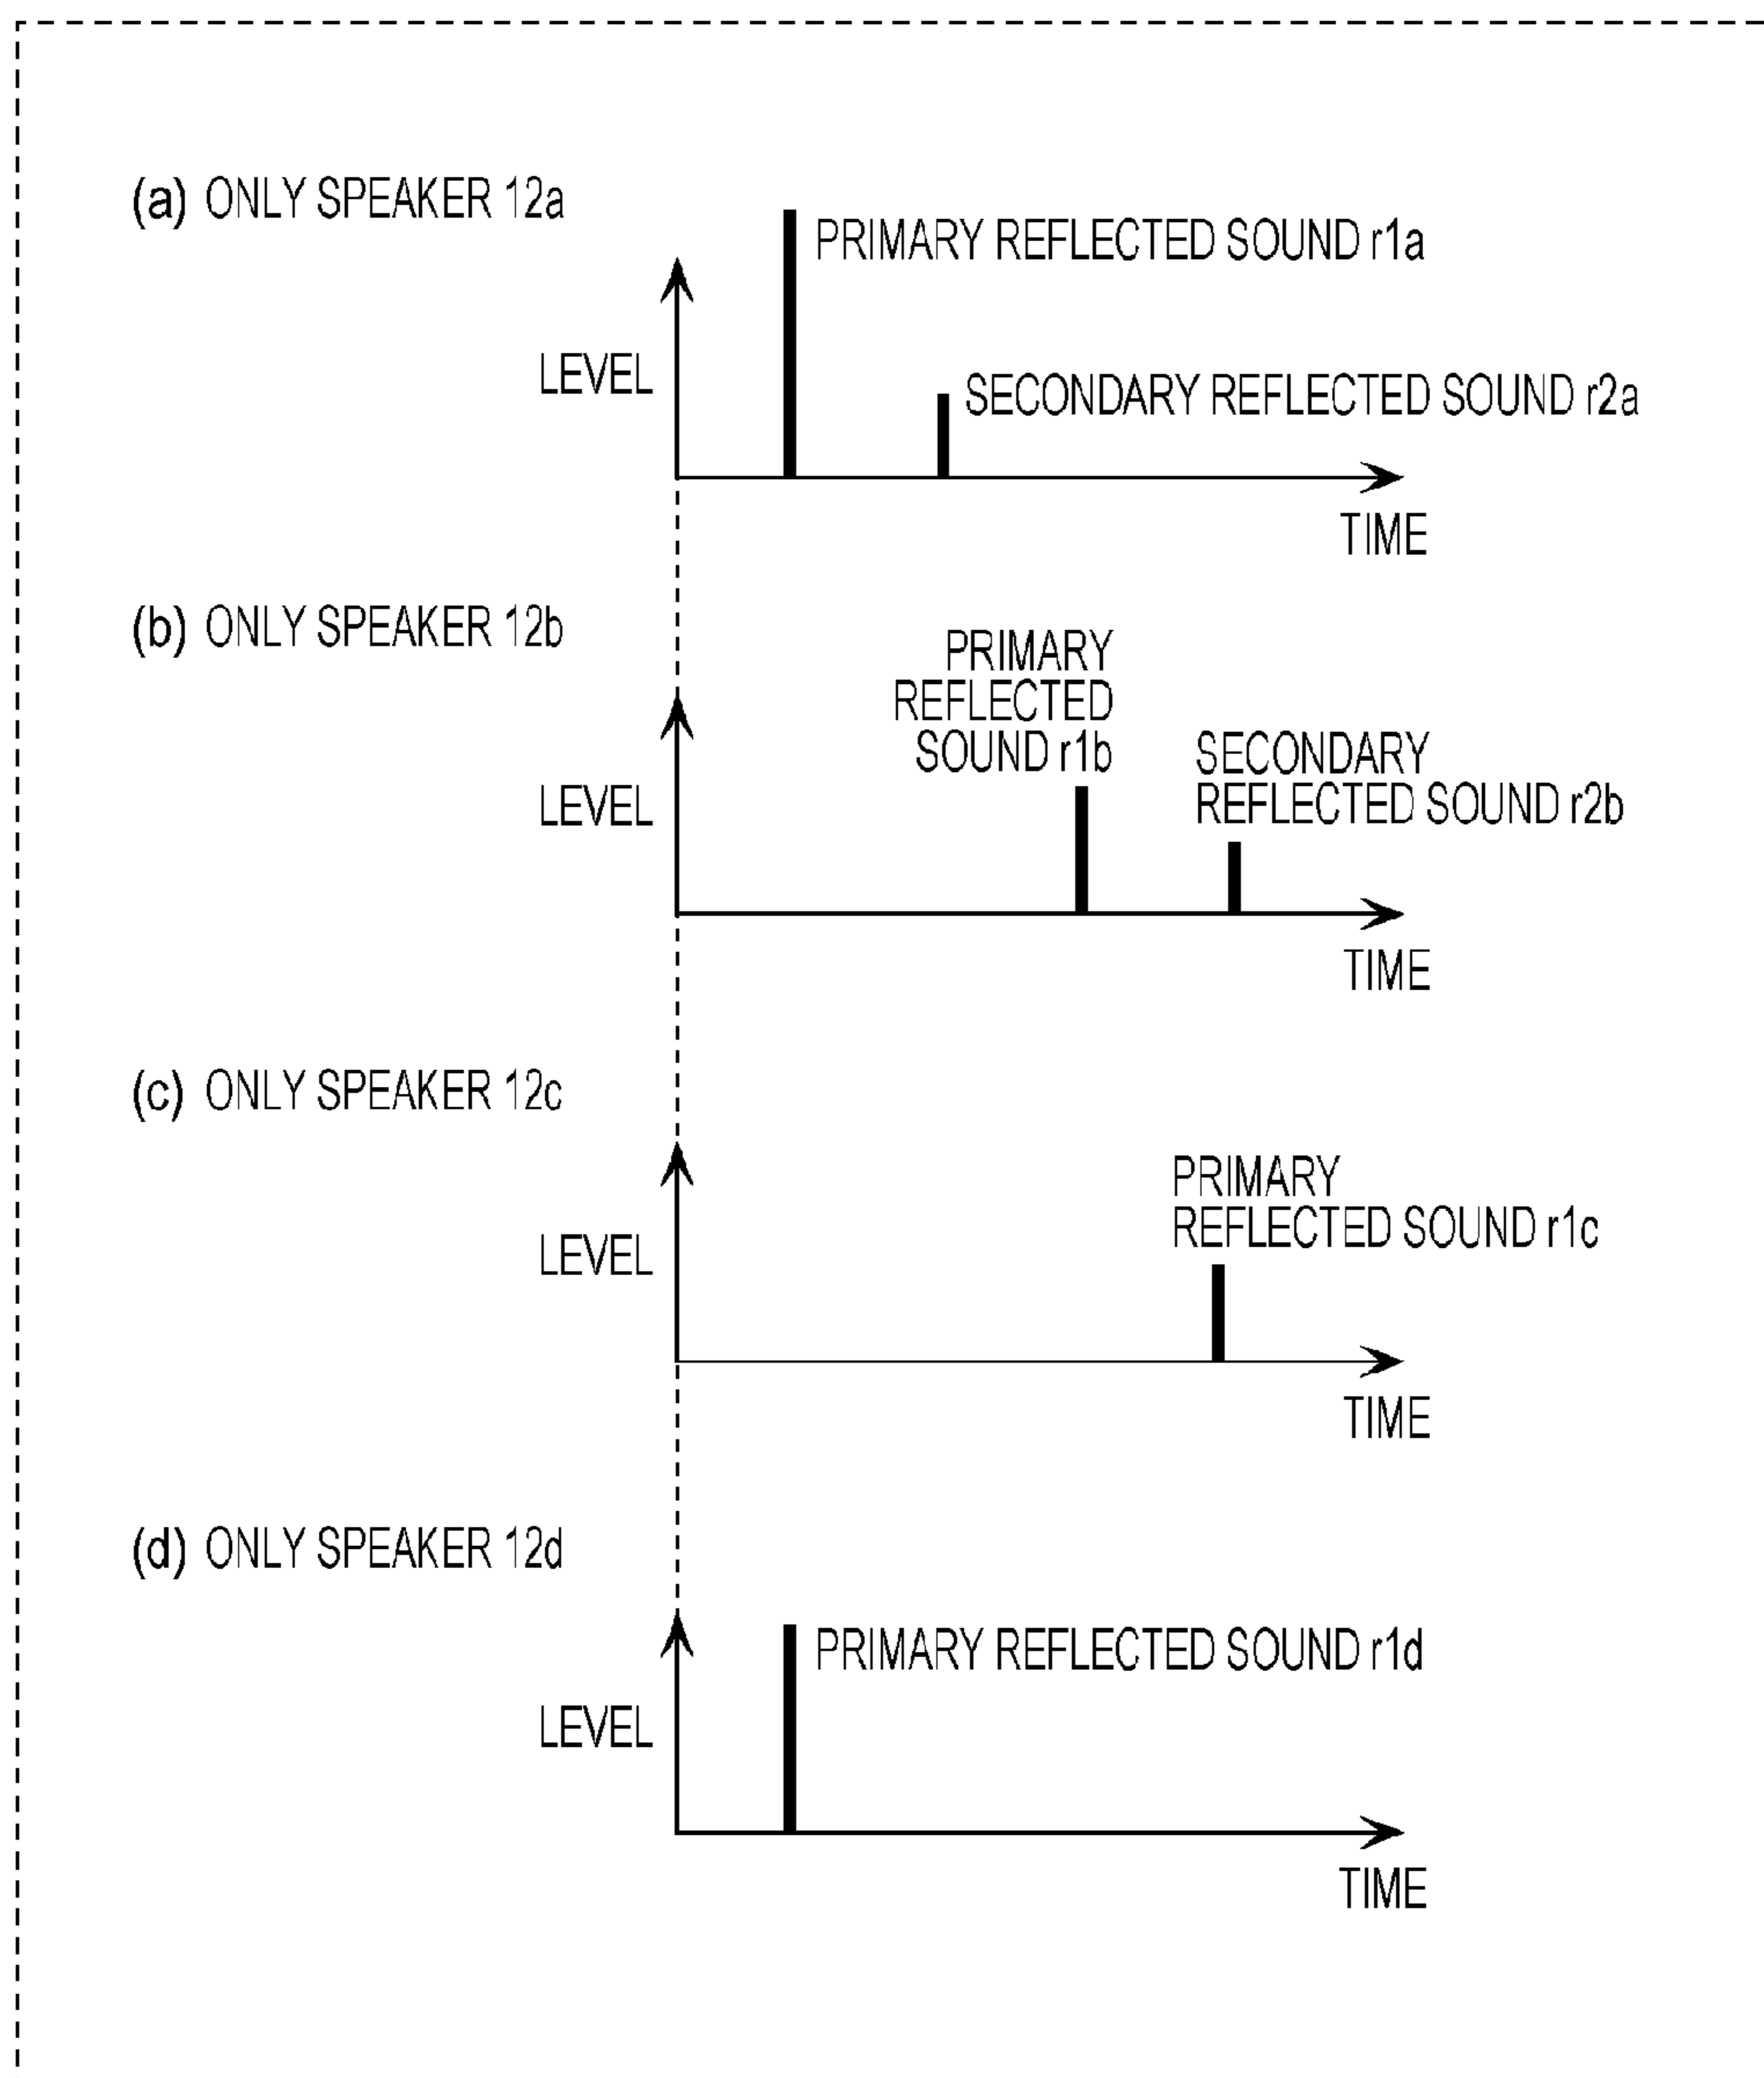 (a) ONLY SPEAKER 12a
PRIMARY REFLECTED SOUND r1a
LEVEL
SECONDARY REFLECTED SOUND r2a
TIME
(b) ONLY SPEAKER 12b
PRIMARY
REFLECTED
SOUND r1b
SECONDARY
REFLECTED SOUND r2b
LEVEL
TIME
(c) ONLY SPEAKER 12c
PRIMARY
REFLECTED SOUND r1c
LEVEL
TIME
(d) ONLY SPEAKER 12d
PRIMARY REFLECTED SOUND r1d
LEVEL
TIME